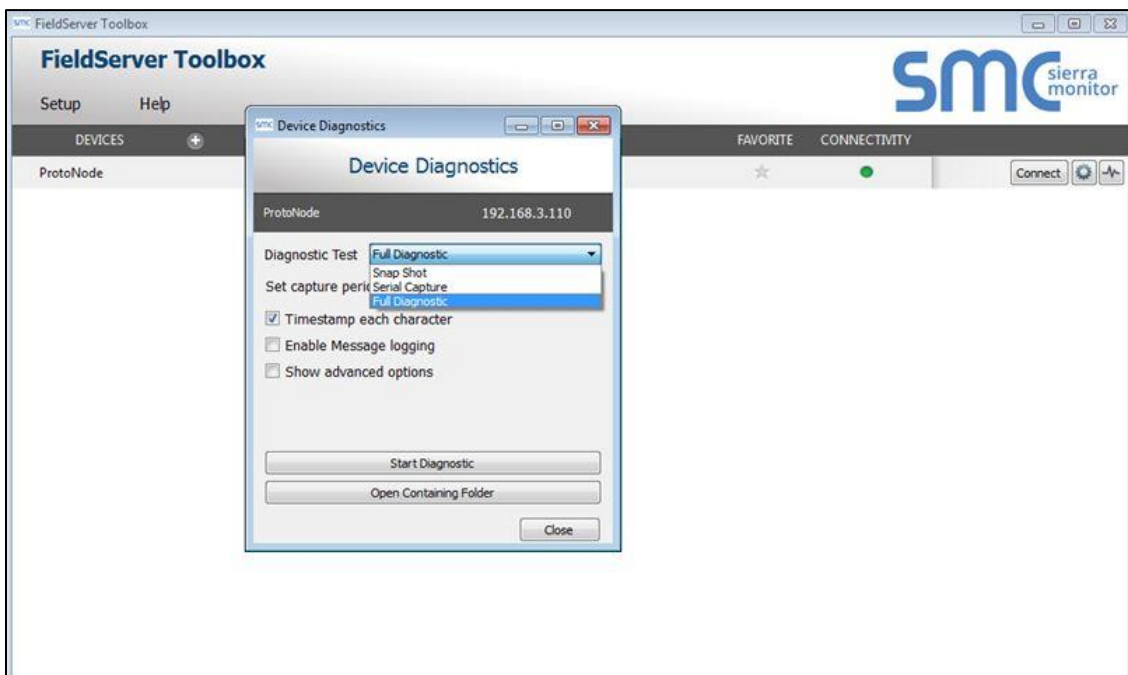 smc FieldServer Toolbox
FieldServer Toolbox
SMC sierra monitor
Setup Help
DEVICES FAVORITE CONNECTIVITY
ProtoNode Connect
smc Device Diagnostics
Device Diagnostics
ProtoNode 192.168.3.110
Diagnostic Test Full Diagnostic
Snap Shot
Set capture peri Serial Capture
Full Diagnostic
Timestamp each character
Enable Message logging
Show advanced options
Start Diagnostic
Open Containing Folder
Close